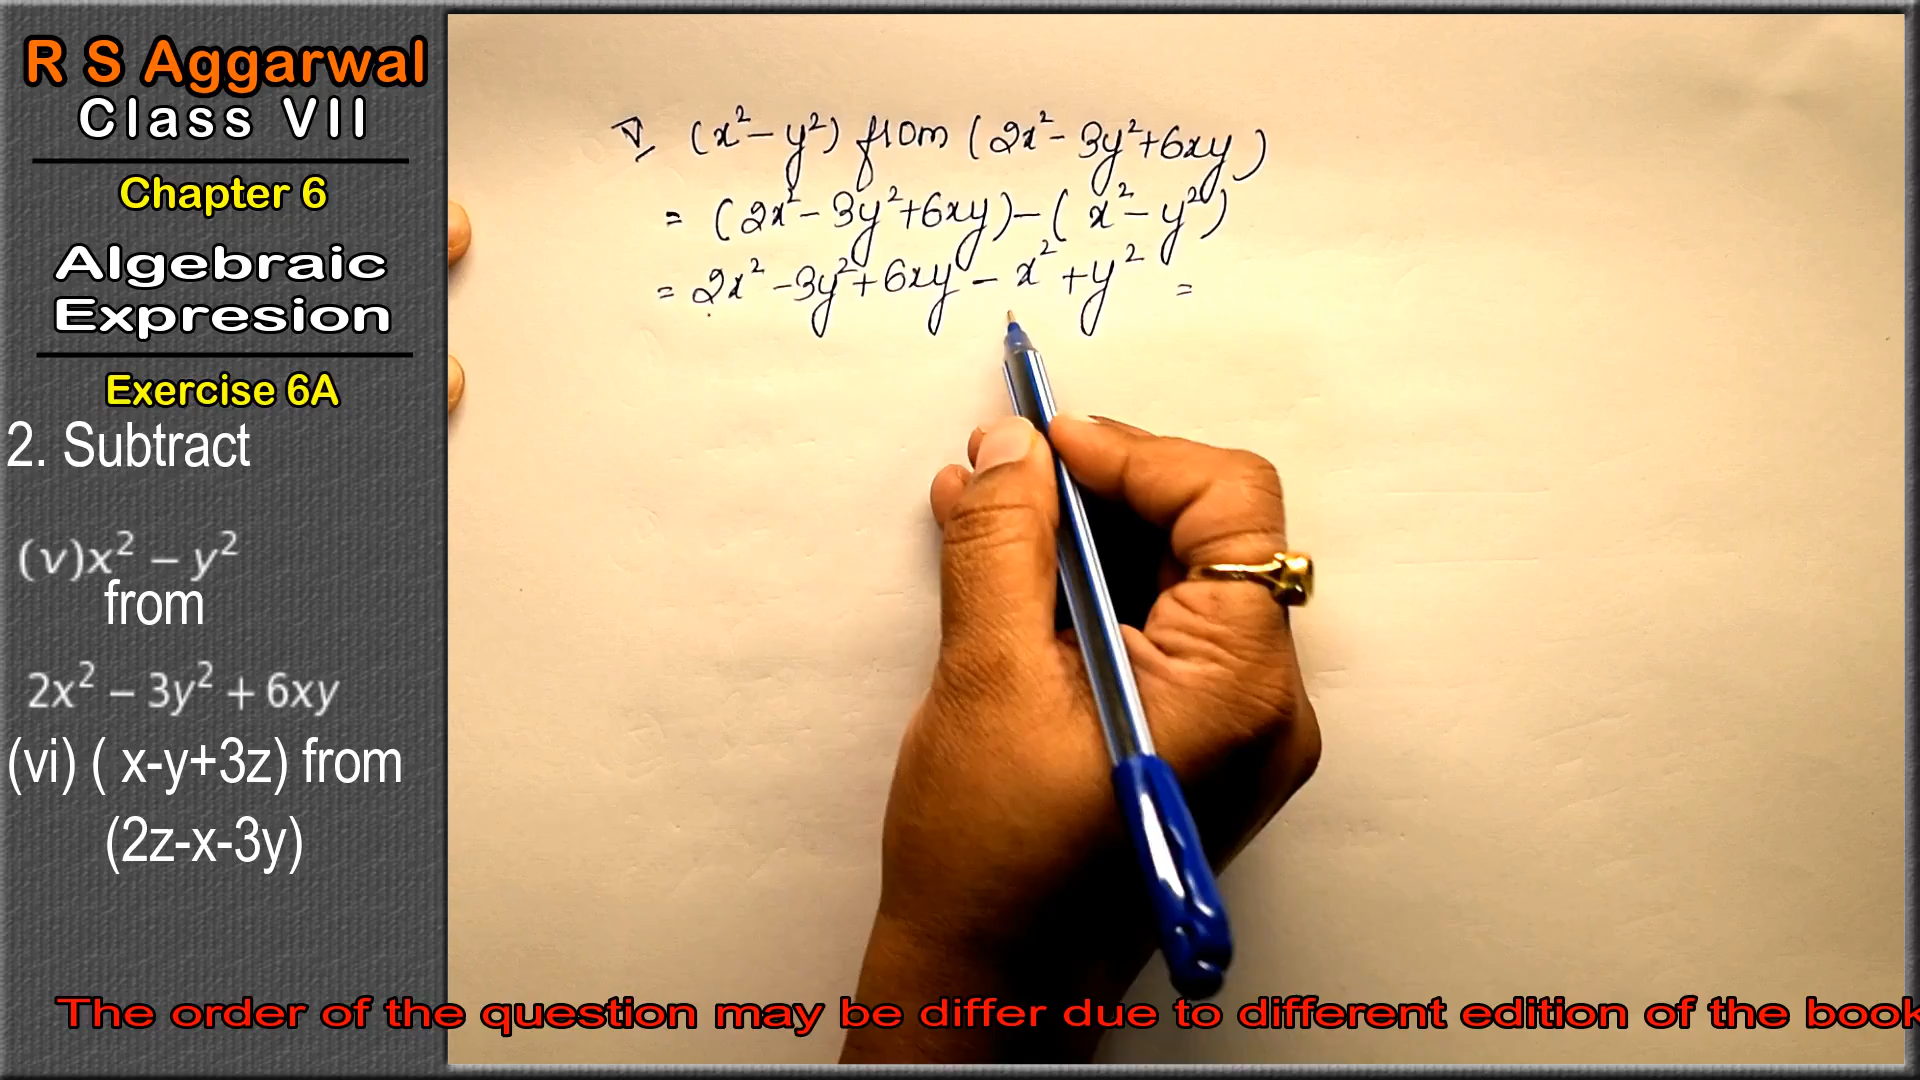 R S Aggarwal
Class VII
Chapter 6
Algebraic
Expresion
Exercise 6A
2. Subtract
(v)x² − y²
from
2x² − 3y² + 6xy
(vi) ( x-y+3z) from
(2z-x-3y)
V (x² − y²) from (2x² − 3y² + 6xy)
= (2x² − 3y² + 6xy) − (x² − y²)
= 2x² − 3y² + 6xy − x² + y² =
The order of the question may be differ due to different edition of the book